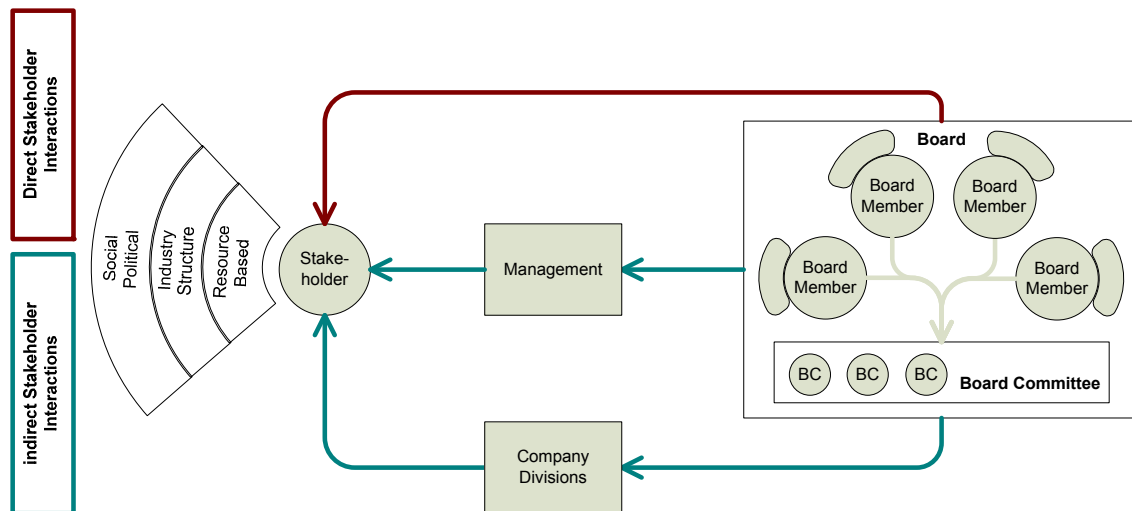 Direct Stakeholder
Interactions
indirect Stakeholder
Interactions
Social
Political
Industry
Structure
Resource
Based
Stake-
holder
Management
Company
Divisions
Board
Board
Member
Board
Member
Board
Member
Board
Member
BC
BC
BC
Board Committee